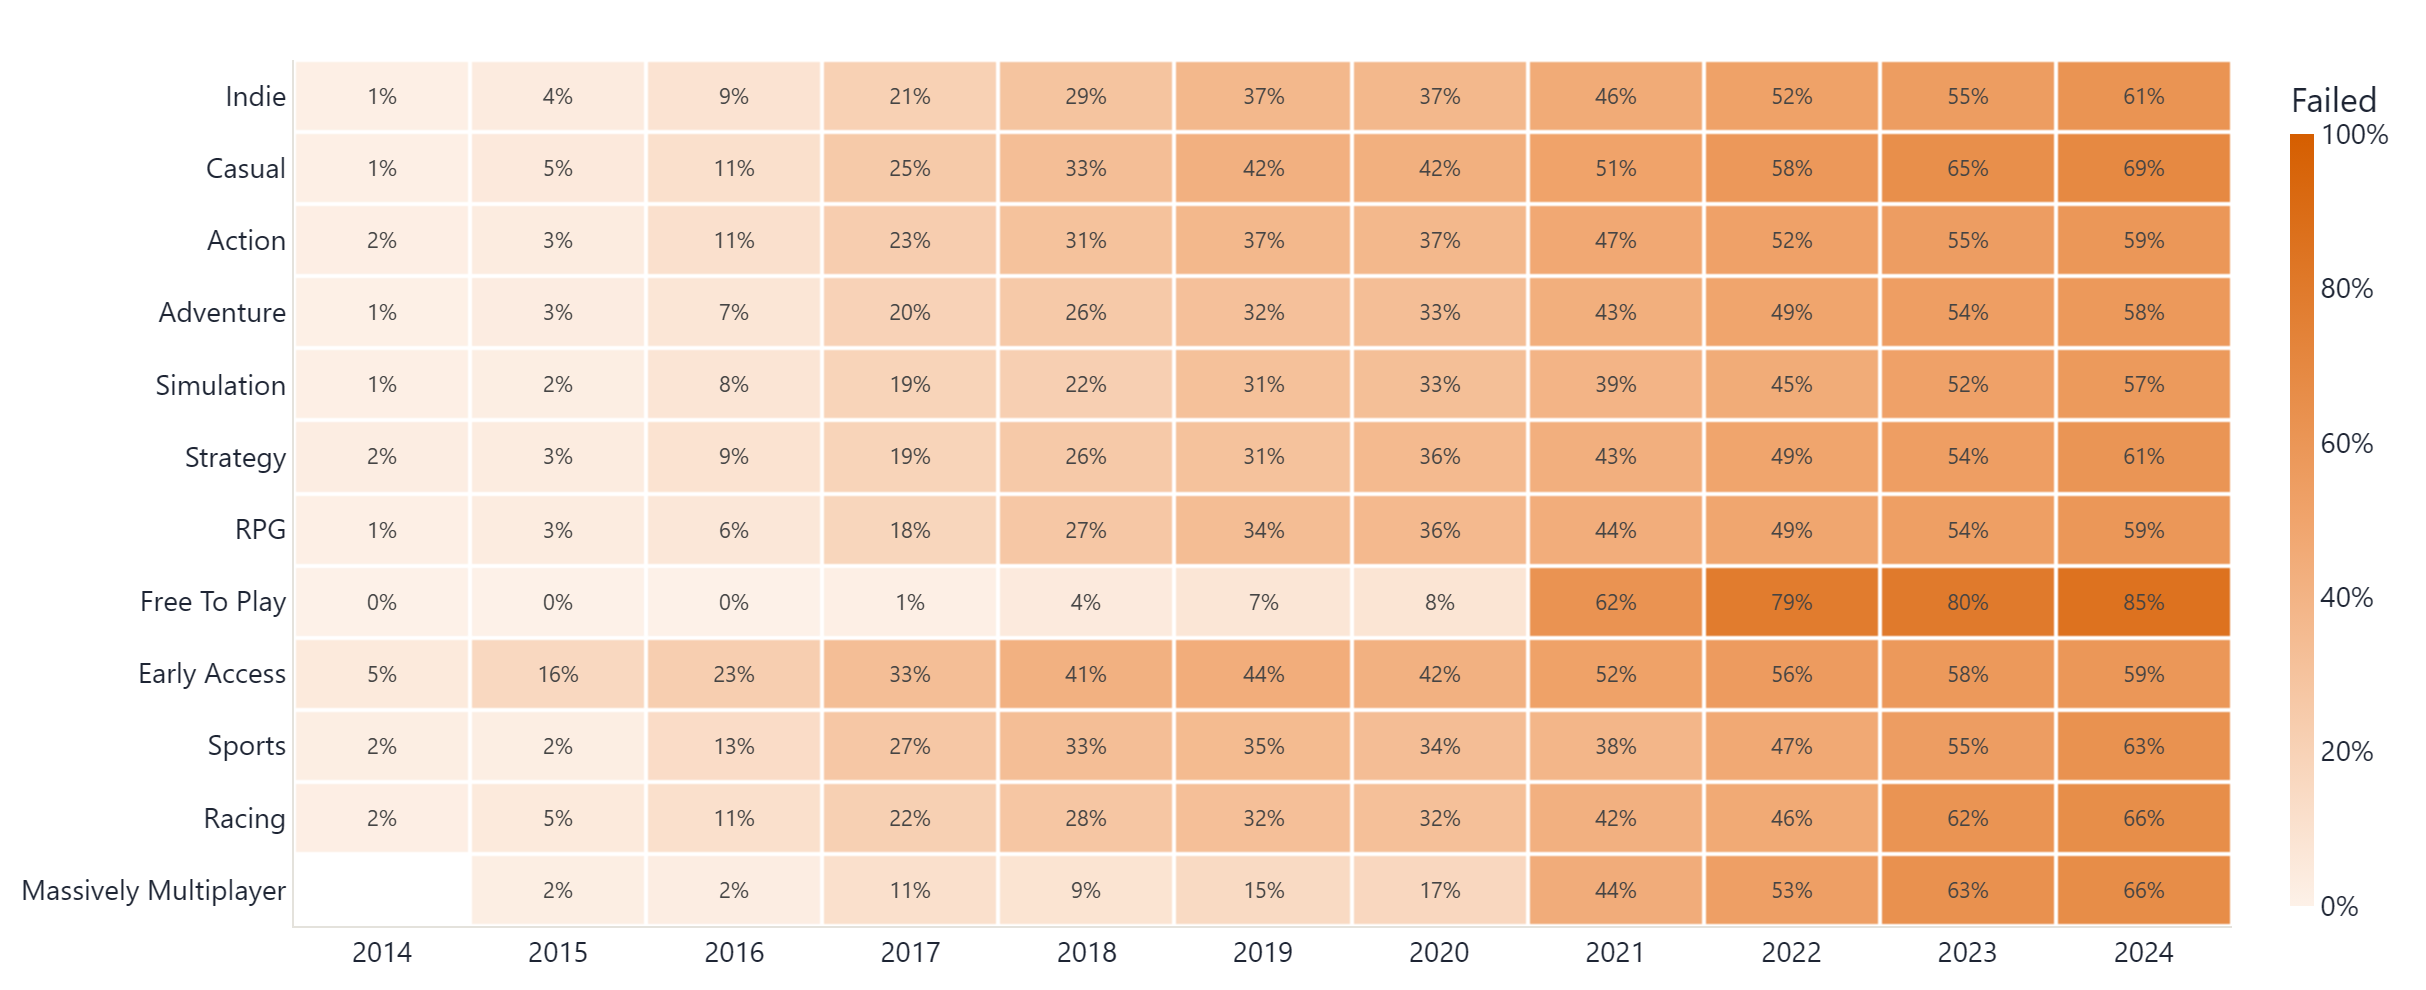 Indie 1% 4% 9% 21% 29% 37% 37% 46% 52% 55% 61%
Casual 1% 5% 11% 25% 33% 42% 42% 51% 58% 65% 69%
Action 2% 3% 11% 23% 31% 37% 37% 47% 52% 55% 59%
Adventure 1% 3% 7% 20% 26% 32% 33% 43% 49% 54% 58%
Simulation 1% 2% 8% 19% 22% 31% 33% 39% 45% 52% 57%
Strategy 2% 3% 9% 19% 26% 31% 36% 43% 49% 54% 61%
RPG 1% 3% 6% 18% 27% 34% 36% 44% 49% 54% 59%
Free To Play 0% 0% 0% 1% 4% 7% 8% 62% 79% 80% 85%
Early Access 5% 16% 23% 33% 41% 44% 42% 52% 56% 58% 59%
Sports 2% 2% 13% 27% 33% 35% 34% 38% 47% 55% 63%
Racing 2% 5% 11% 22% 28% 32% 32% 42% 46% 62% 66%
Massively Multiplayer 2% 2% 11% 9% 15% 17% 44% 53% 63% 66%
2014 2015 2016 2017 2018 2019 2020 2021 2022 2023 2024
Failed
100%
80%
60%
40%
20%
0%